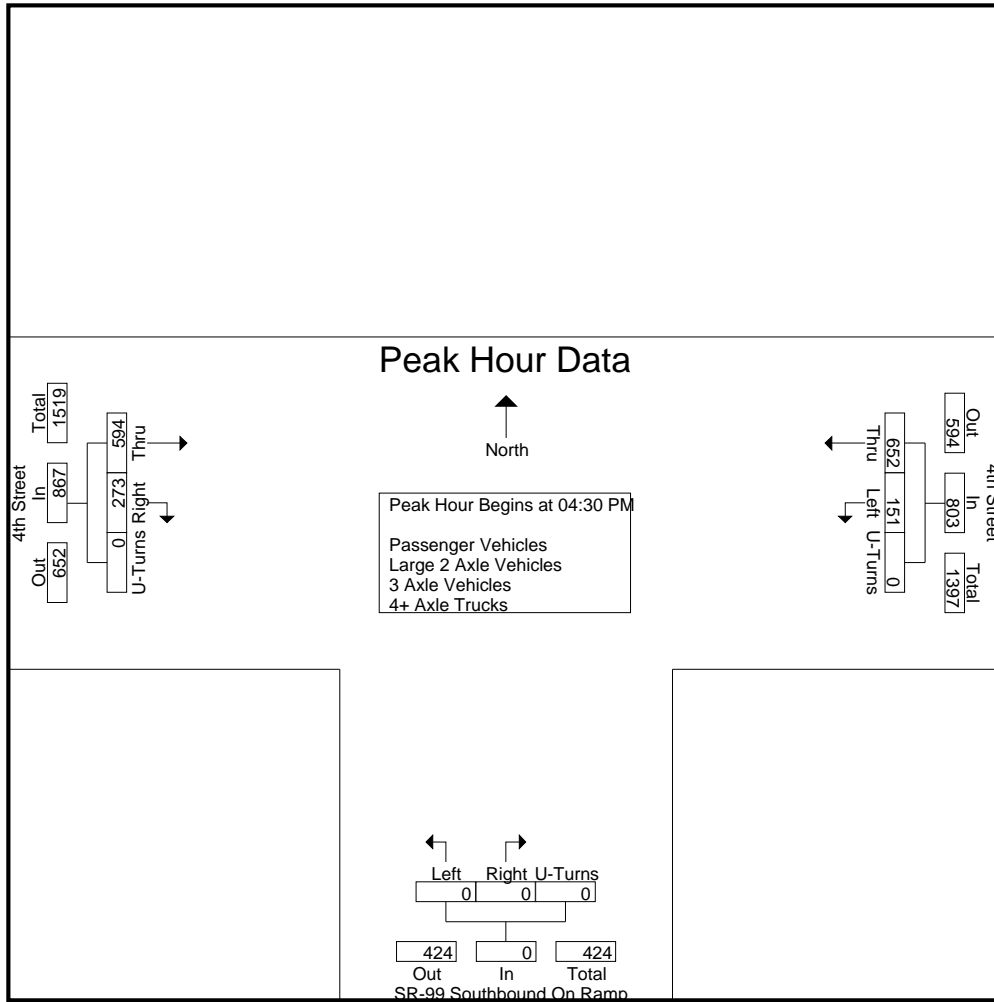 Peak Hour Data
North
Peak Hour Begins at 04:30 PM
Passenger Vehicles
Large 2 Axle Vehicles
3 Axle Vehicles
4+ Axle Trucks
4th Street
Total In Out
1519 867 652
594 273 0
Thru Right U-Turns
Thru Left U-Turns
652 151 0
594 803 1397
Out In Total
4th Street
Left Right U-Turns
0 0 0
424 0 424
Out In Total
SR-99 Southbound On Ramp